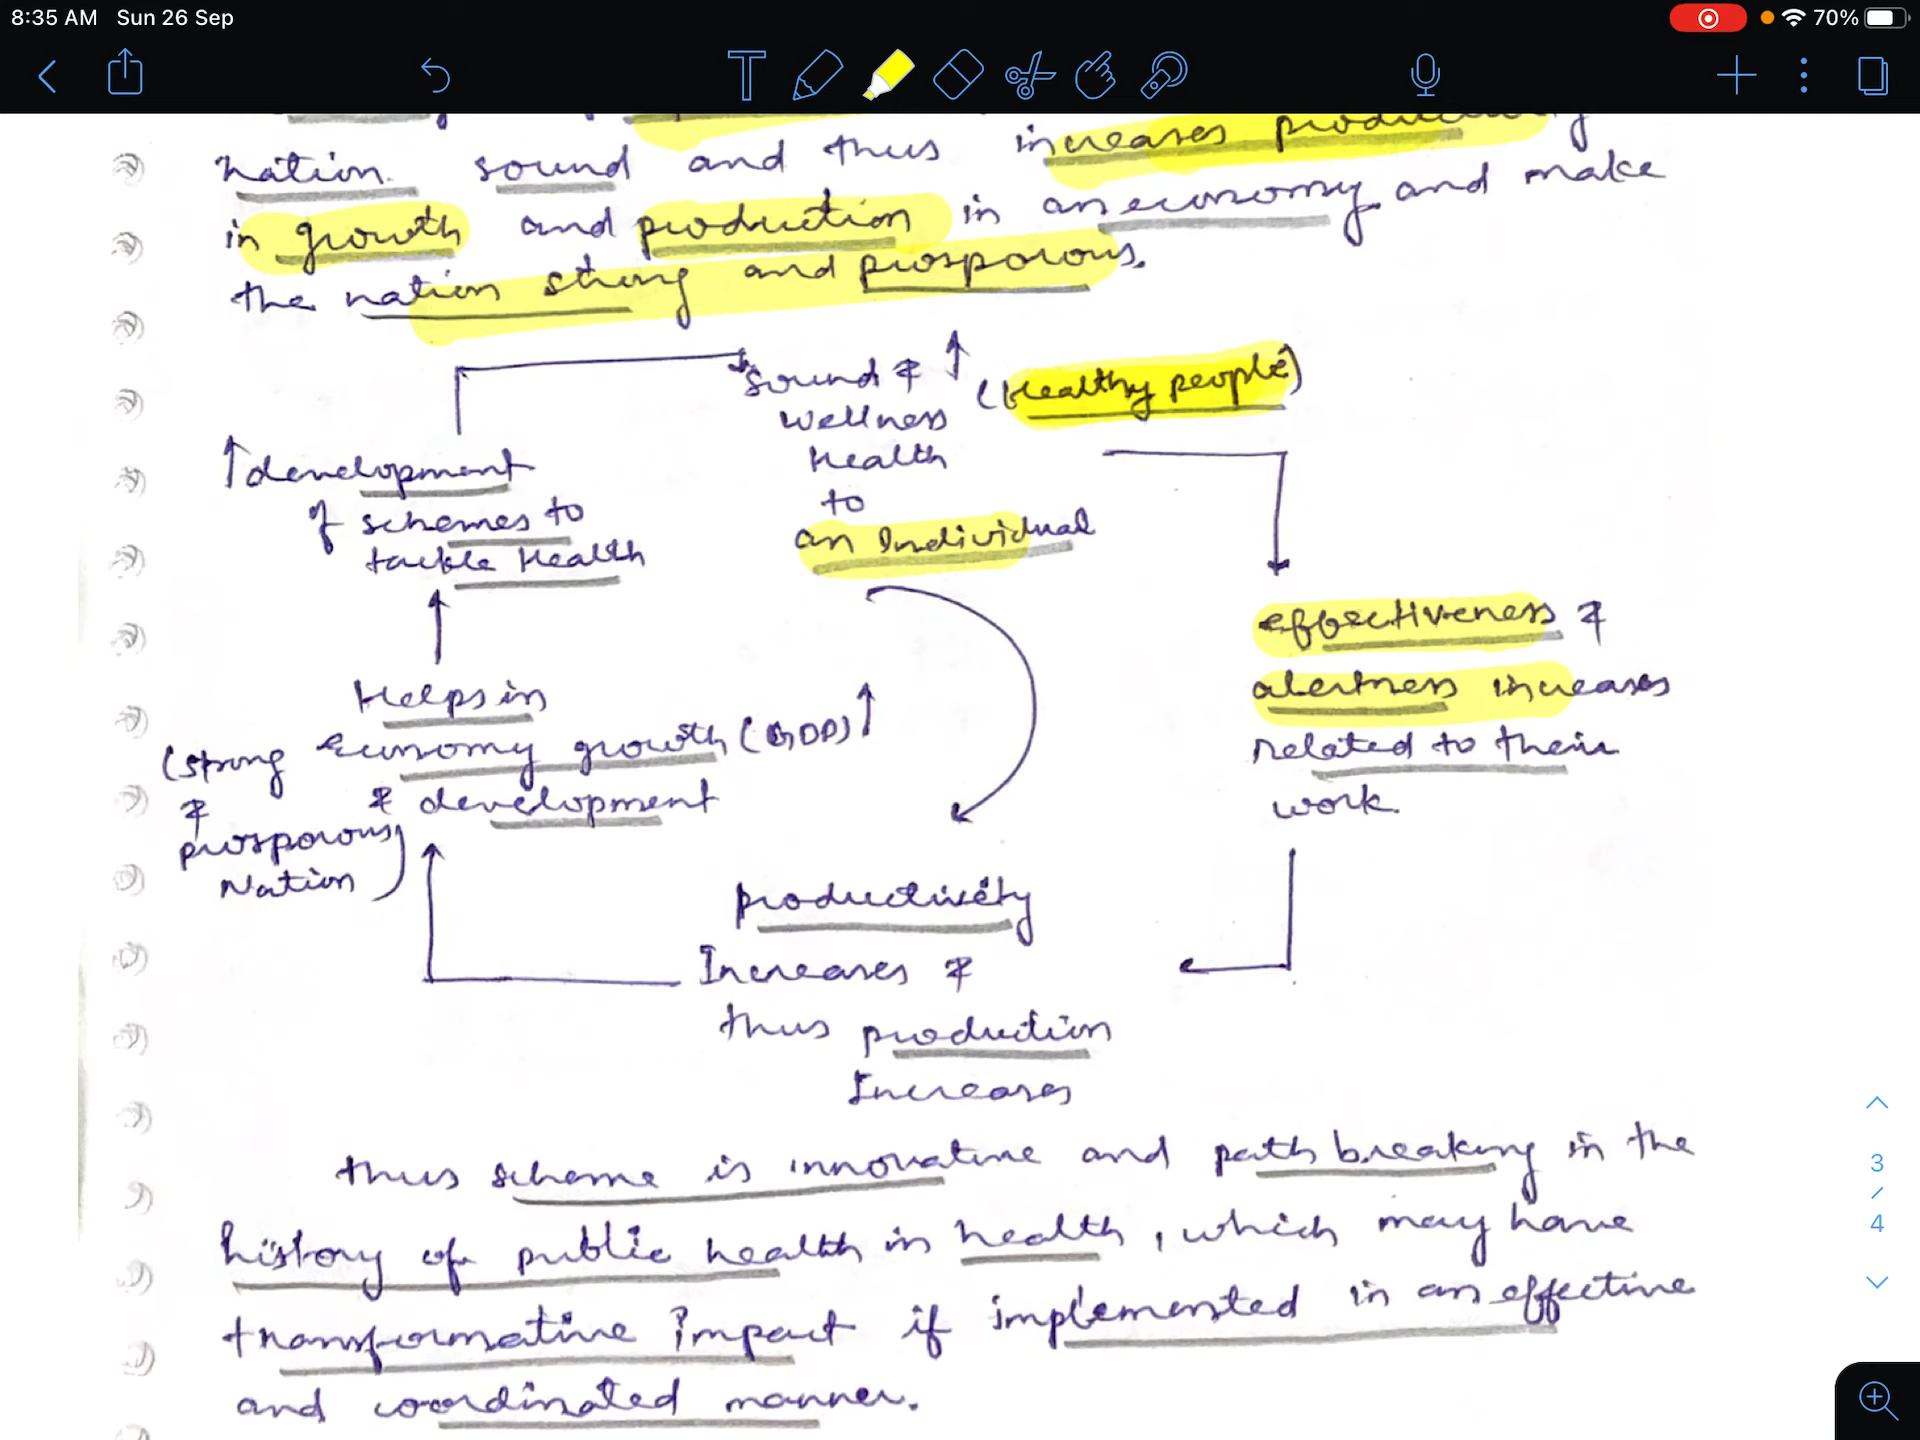 8:35 AM Sun 26 Sep
70%
nation. sound and thus increases
in growth and production in an economy and make
the nation strong and prosporous.
Sound & ↑ (Healthy people)
wellness
Health
to
an Individual
↑ development
of schemes to
tackle Health
effectiveness &
alertness increases
related to their
work.
Helps in
economy growth (GDP) ↑
& development
(strong
&
prosporous)
Nation
productivity
Increases &
thus production
Increases
thus scheme is innovative and path breaking in the
history of public health in health, which may have
transformative impact if implemented in an effective
and coordinated manner.
3
/
4